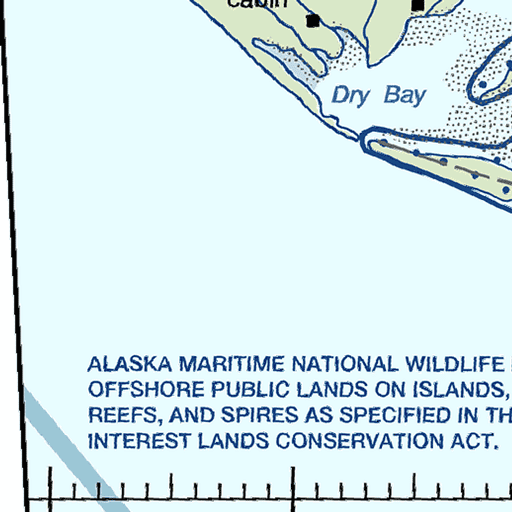 cabin
Dry Bay
ALASKA MARITIME NATIONAL WILDLIFE
OFFSHORE PUBLIC LANDS ON ISLANDS,
REEFS, AND SPIRES AS SPECIFIED IN TH
INTEREST LANDS CONSERVATION ACT.